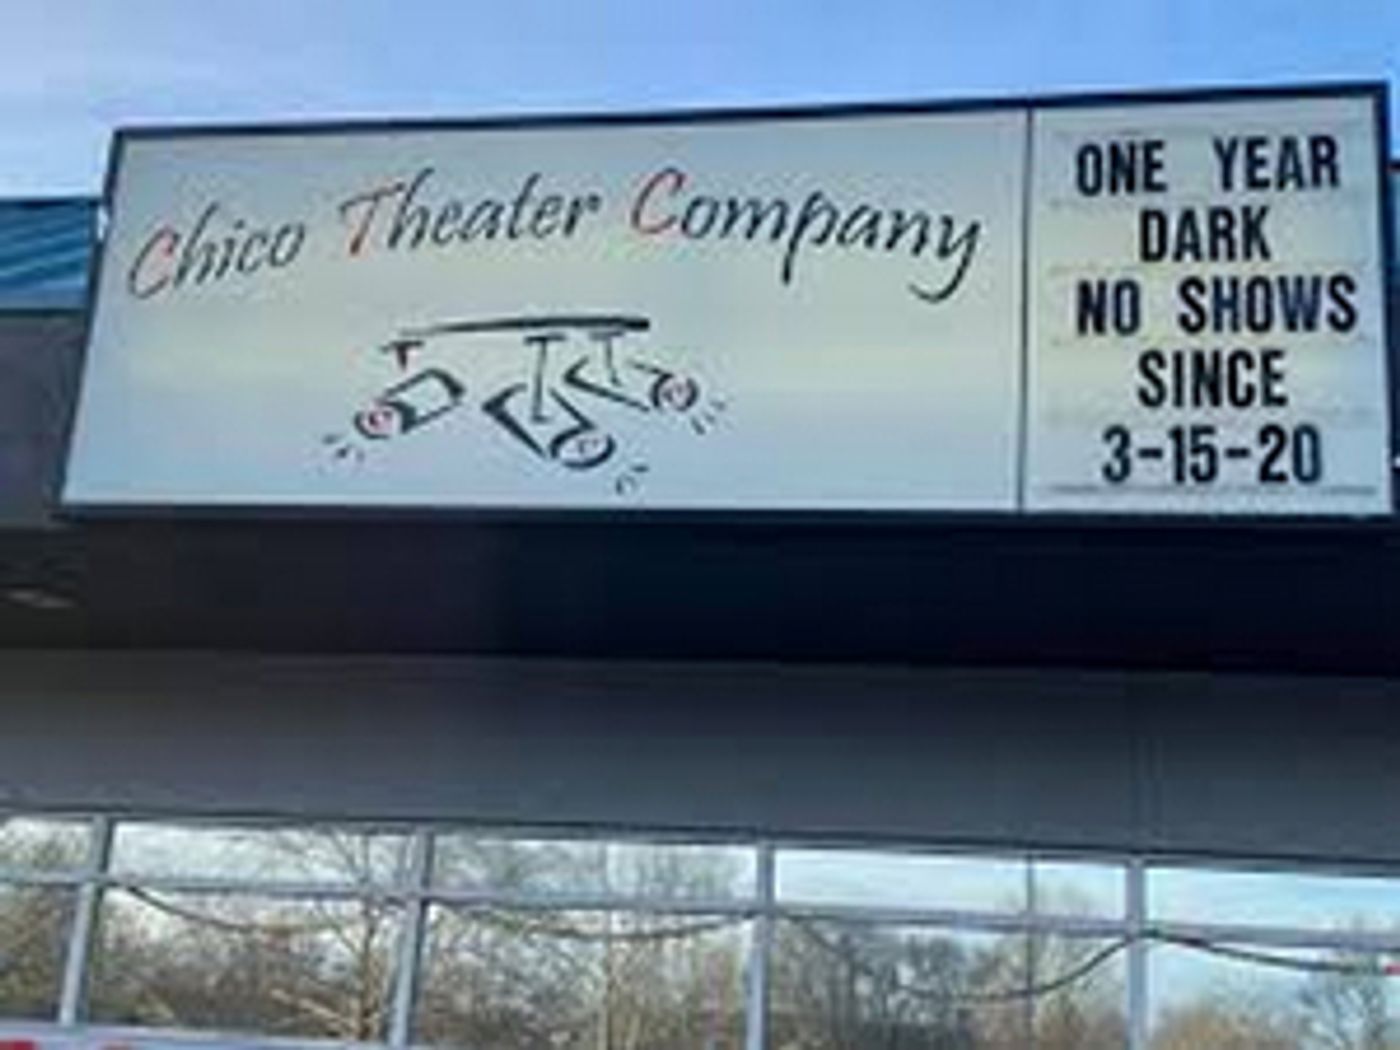 Chico Theater Company
ONE YEAR
DARK
NO SHOWS
SINCE
3-15-20